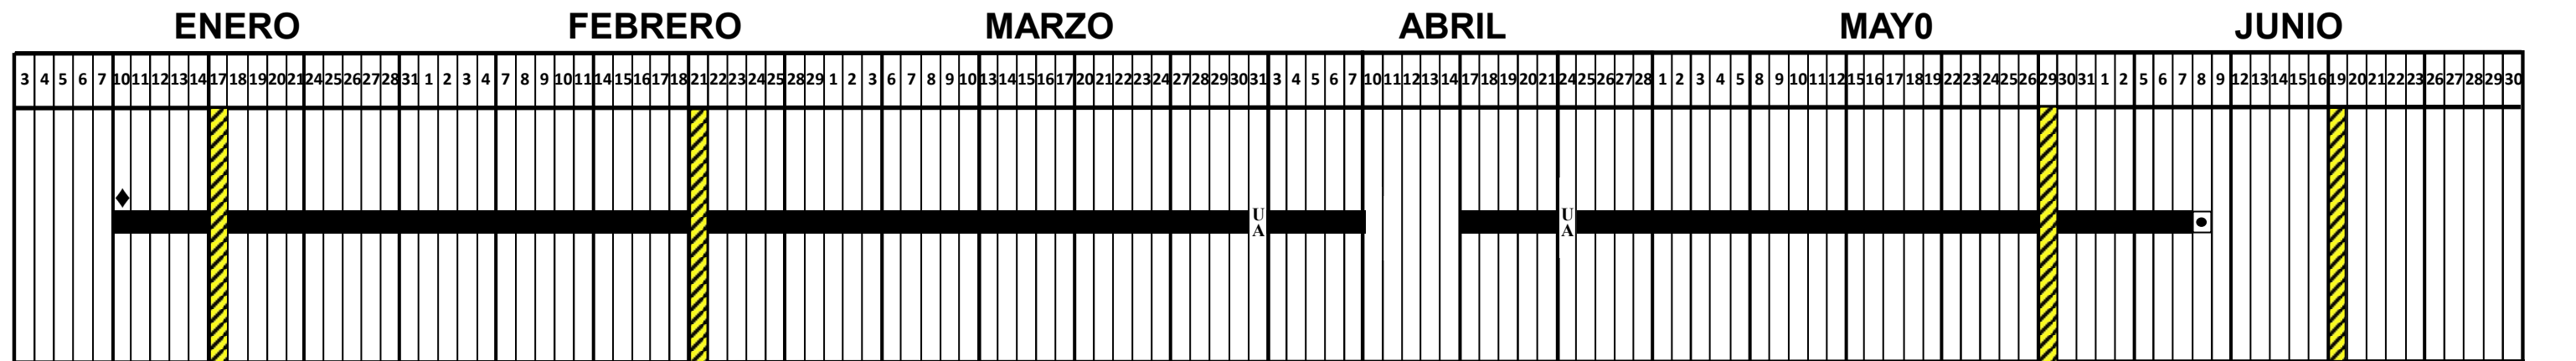 ENERO FEBRERO MARZO ABRIL MAY0 JUNIO
3 4 5 6 7 10 11 12 13 14 17 18 19 20 21 24 25 26 27 28 31 1 2 3 4 7 8 9 10 11 14 15 16 17 18 21 22 23 24 25 28 29 1 2 3 6 7 8 9 10 13 14 15 16 17 20 21 22 23 24 27 28 29 30 31 3 4 5 6 7 10 11 12 13 14 17 18 19 20 21 24 25 26 27 28 1 2 3 4 5 8 9 10 11 12 15 16 17 18 19 22 23 24 25 26 29 30 31 1 2 5 6 7 8 9 12 13 14 15 16 19 20 21 22 23 26 27 28 29 30
U U
A A